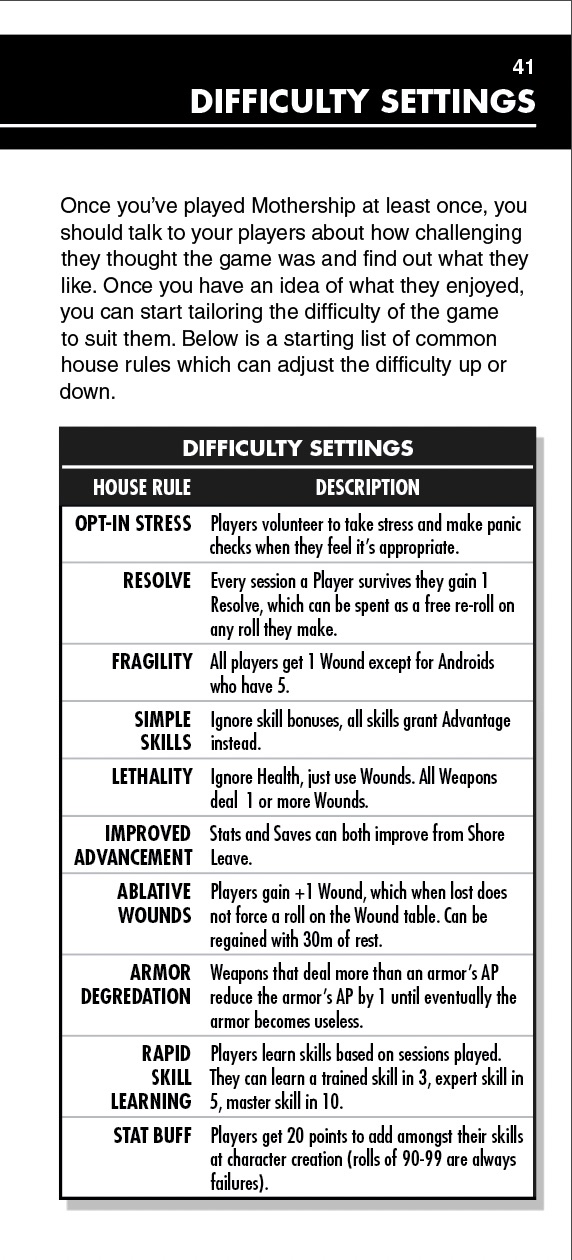 41
DIFFICULTY SETTINGS
Once you’ve played Mothership at least once, you
should talk to your players about how challenging
they thought the game was and find out what they
like. Once you have an idea of what they enjoyed,
you can start tailoring the difficulty of the game
to suit them. Below is a starting list of common
house rules which can adjust the difficulty up or
down.
DIFFICULTY SETTINGS
HOUSE RULE DESCRIPTION
OPT-IN STRESS Players volunteer to take stress and make panic
checks when they feel it’s appropriate.
RESOLVE Every session a Player survives they gain 1
Resolve, which can be spent as a free re-roll on
any roll they make.
FRAGILITY All players get 1 Wound except for Androids
who have 5.
SIMPLE Ignore skill bonuses, all skills grant Advantage
SKILLS instead.
LETHALITY Ignore Health, just use Wounds. All Weapons
deal 1 or more Wounds.
IMPROVED Stats and Saves can both improve from Shore
ADVANCEMENT Leave.
ABLATIVE Players gain +1 Wound, which when lost does
WOUNDS not force a roll on the Wound table. Can be
regained with 30m of rest.
ARMOR Weapons that deal more than an armor’s AP
DEGREDATION reduce the armor’s AP by 1 until eventually the
armor becomes useless.
RAPID Players learn skills based on sessions played.
SKILL They can learn a trained skill in 3, expert skill in
LEARNING 5, master skill in 10.
STAT BUFF Players get 20 points to add amongst their skills
at character creation (rolls of 90-99 are always
failures).